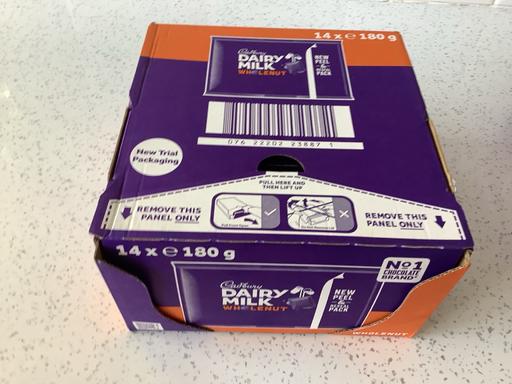 14 x ℮ 180 g
Cadbury
DAIRY
MILK
WHOLENUT
NEW
PEEL
&
REVEAL
PACK
076 22202 23887 1
New Trial
Packaging
PULL HERE AND
THEN LIFT UP
REMOVE THIS
PANEL ONLY
REMOVE THIS
PANEL ONLY
14 x ℮ 180 g
Cadbury
DAIRY
MILK
WHOLENUT
NEW
PEEL
&
REVEAL
PACK
No1
CHOCOLATE
BRAND
WHOLENUT